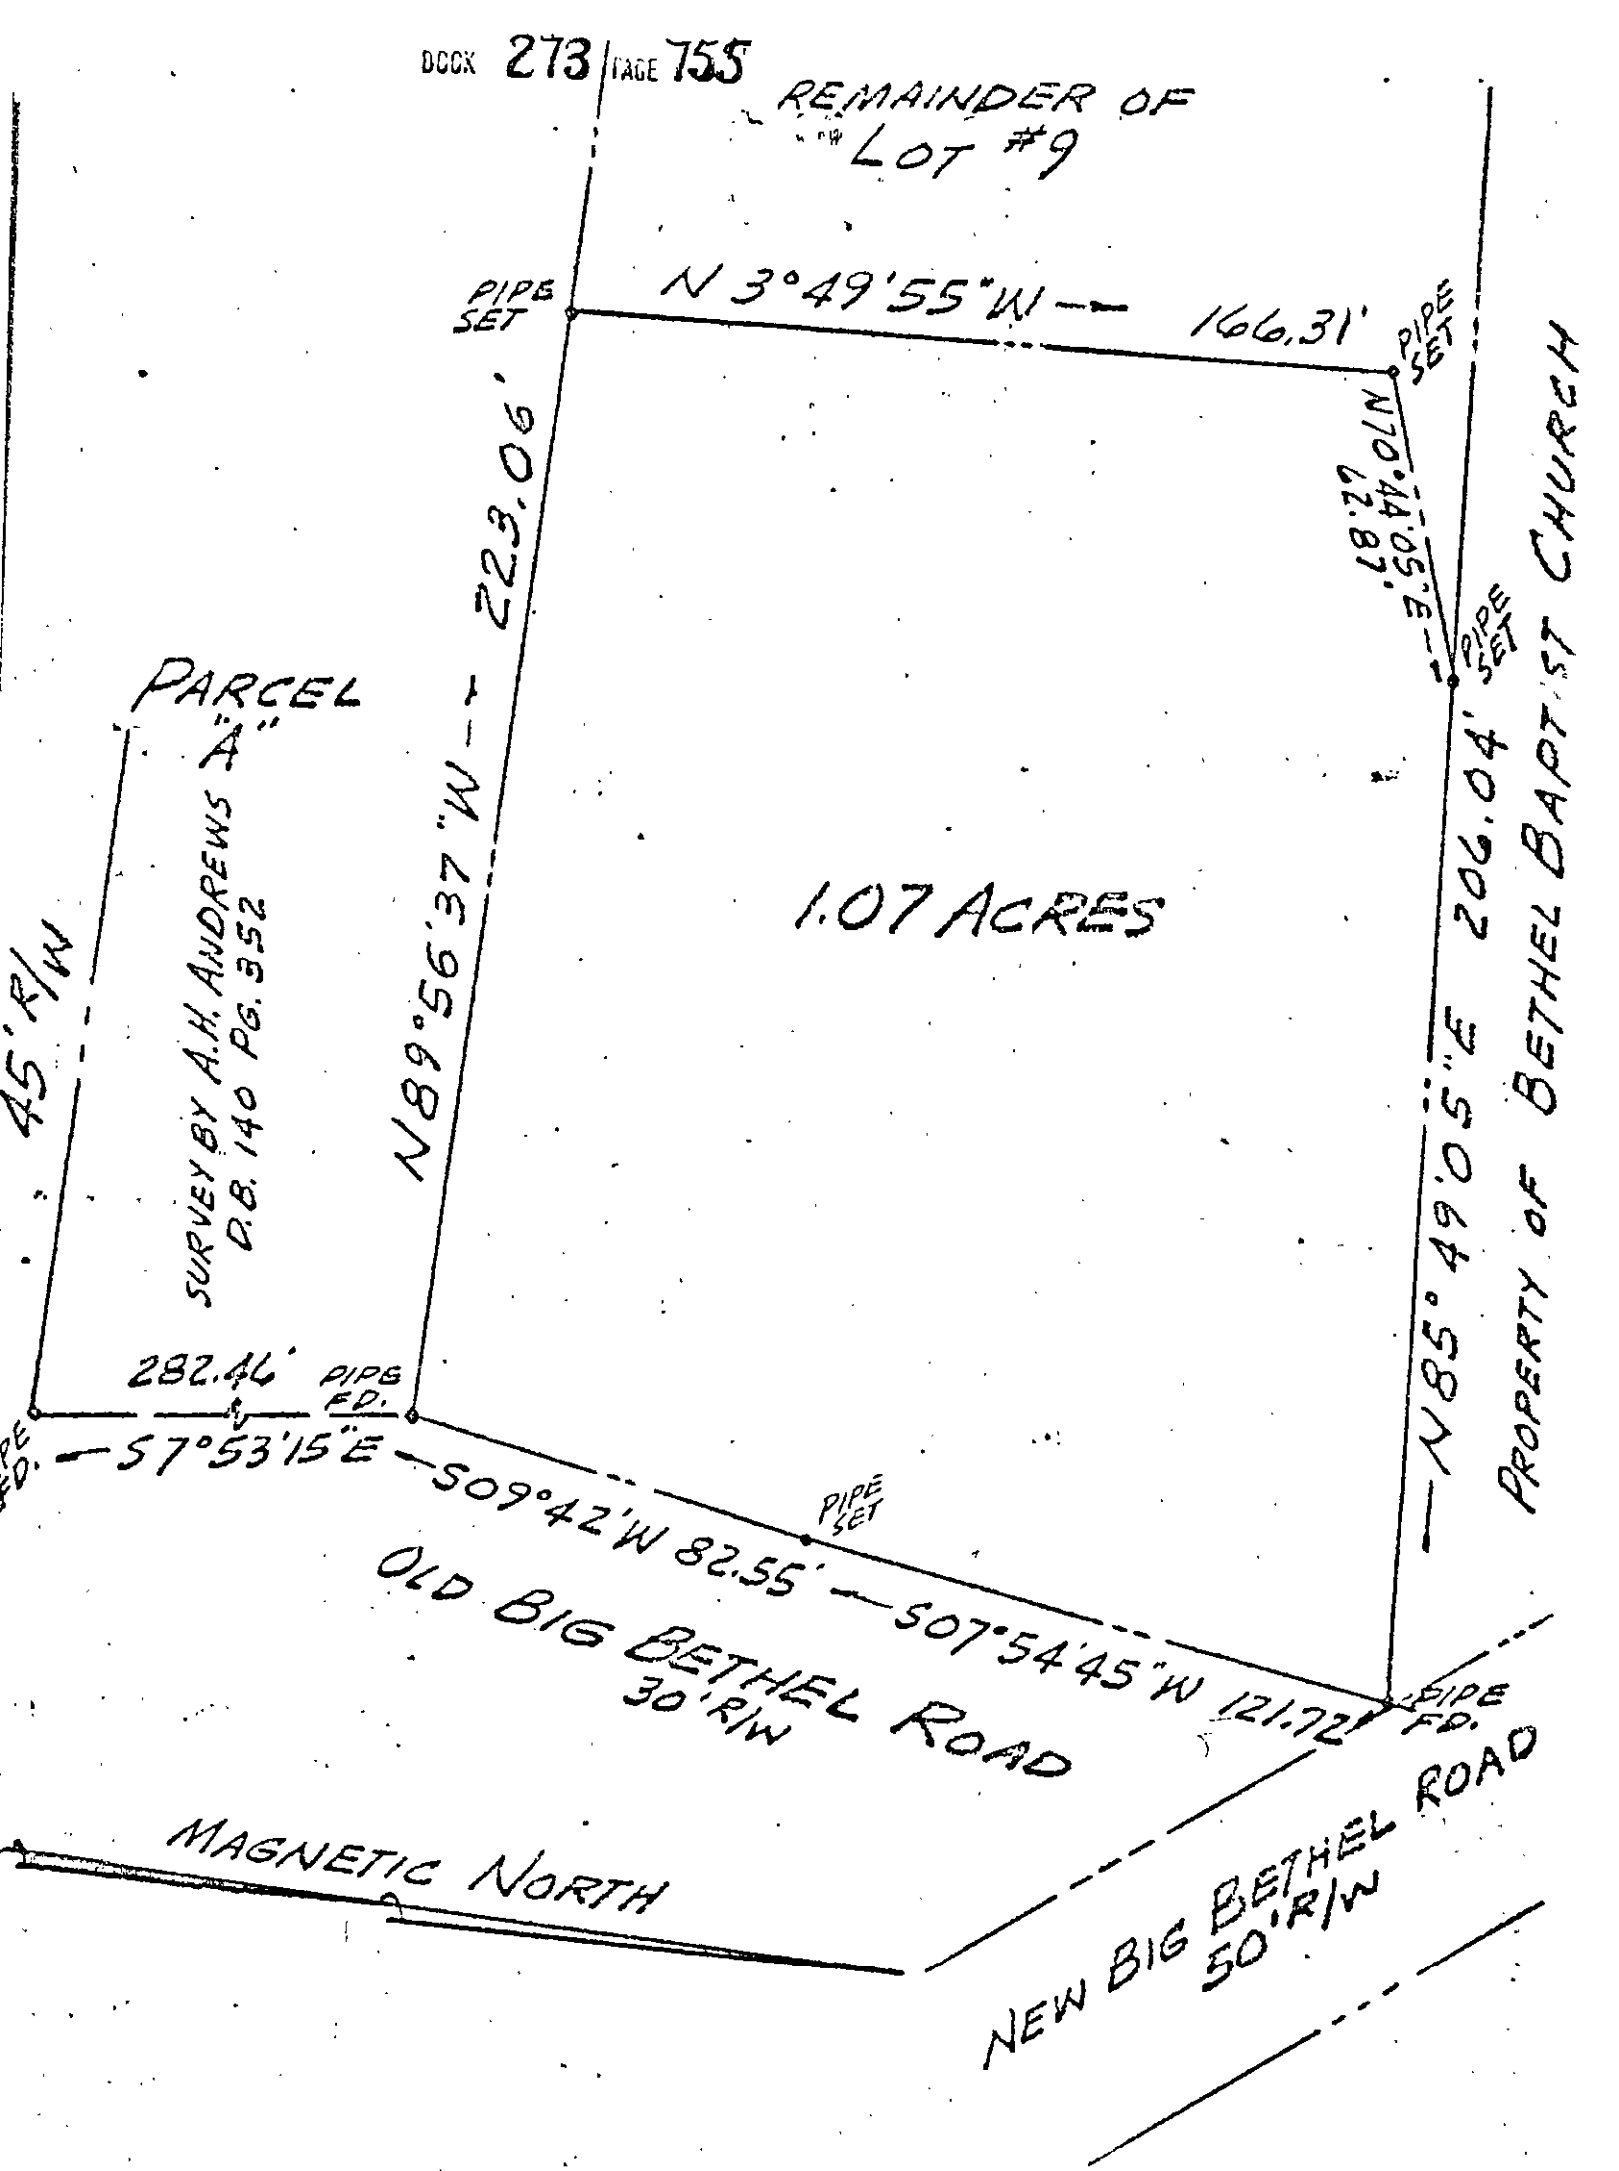 BOOK 273 PAGE 755
REMAINDER OF
LOT #9
PIPE
SET
N 3°49'55"W
166.31'
PIPE
SET
N70°44'05"E
62.87'
PIPE
SET
N89°56'37"W 223.06'
PARCEL
"A"
SURVEY BY A.H. ANDREWS
D.B. 140 PG. 352
45' R/W
1.07 ACRES
N85°49'05"E 206.04'
PROPERTY OF BETHEL BAPTIST CHURCH
282.46'
PIPE
FD.
S7°53'15"E
S09°42'W 82.55'
PIPE
SET
S07°54'45"W 121.72'
PIPE
FD.
OLD BIG BETHEL ROAD
30' R/W
MAGNETIC NORTH
NEW BIG BETHEL ROAD
50' R/W